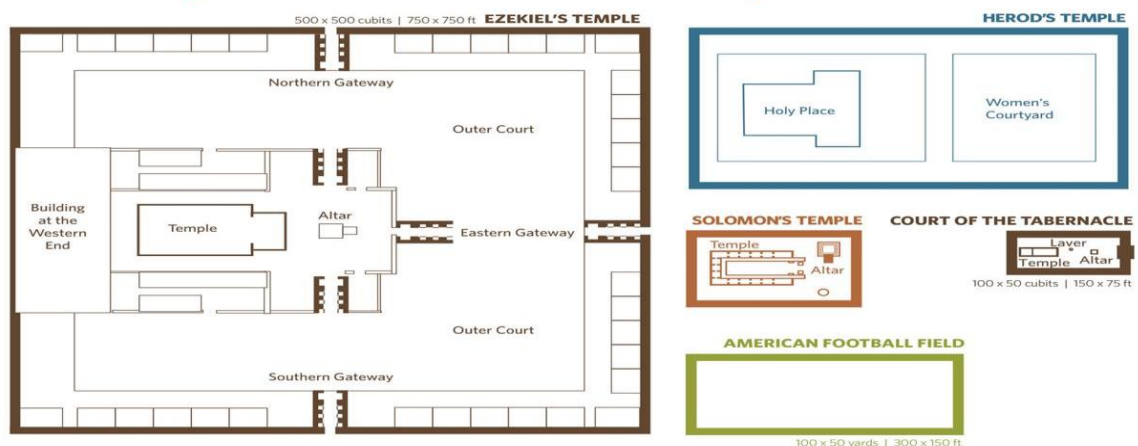 500 x 500 cubits | 750 x 750 ft EZEKIEL'S TEMPLE
Northern Gateway
Outer Court
Building
at the
Western
End
Temple
Altar
Eastern Gateway
Outer Court
Southern Gateway
HEROD'S TEMPLE
Holy Place
Women's
Courtyard
SOLOMON'S TEMPLE
Temple
Altar
COURT OF THE TABERNACLE
Laver
Temple
Altar
100 x 50 cubits | 150 x 75 ft
AMERICAN FOOTBALL FIELD
100 x 50 yards | 300 x 150 ft